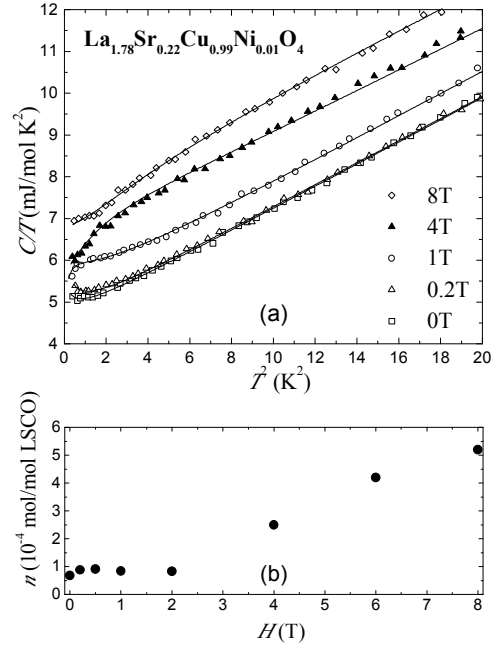 12
La1.78Sr0.22Cu0.99Ni0.01O4
11
10
9
8
7
6
5
4
C/T (mJ/mol K2)
8T
4T
1T
0.2T
0T
(a)
0 2 4 6 8 10 12 14 16 18 20
T2 (K2)
6
5
4
3
2
1
0
n (10-4 mol/mol LSCO)
(b)
0 1 2 3 4 5 6 7 8
H (T)